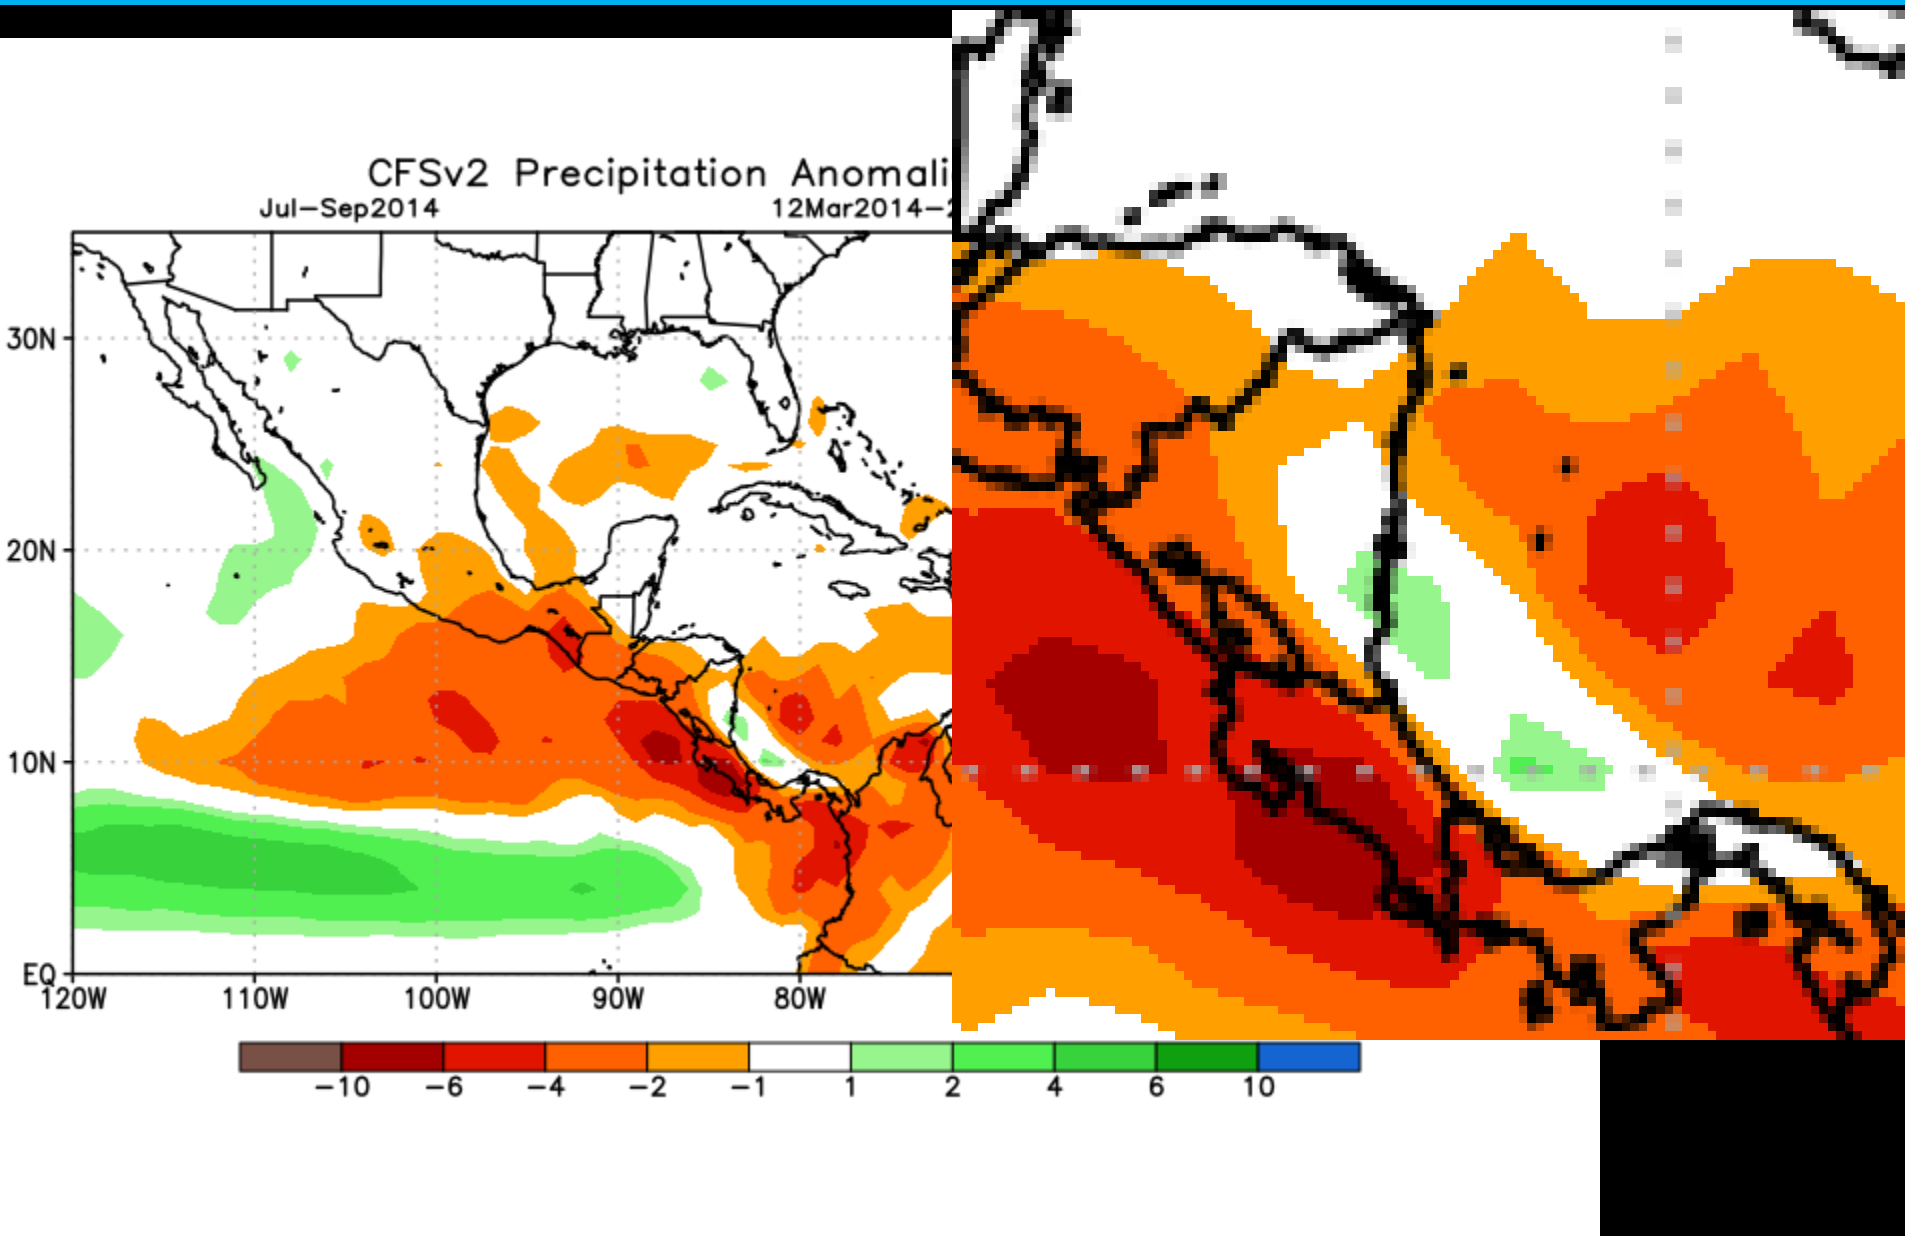 CFSv2 Precipitation Anomali
Jul-Sep2014 12Mar2014-2
30N
20N
10N
EQ
120W 110W 100W 90W 80W
-10 -6 -4 -2 -1 1 2 4 6 10